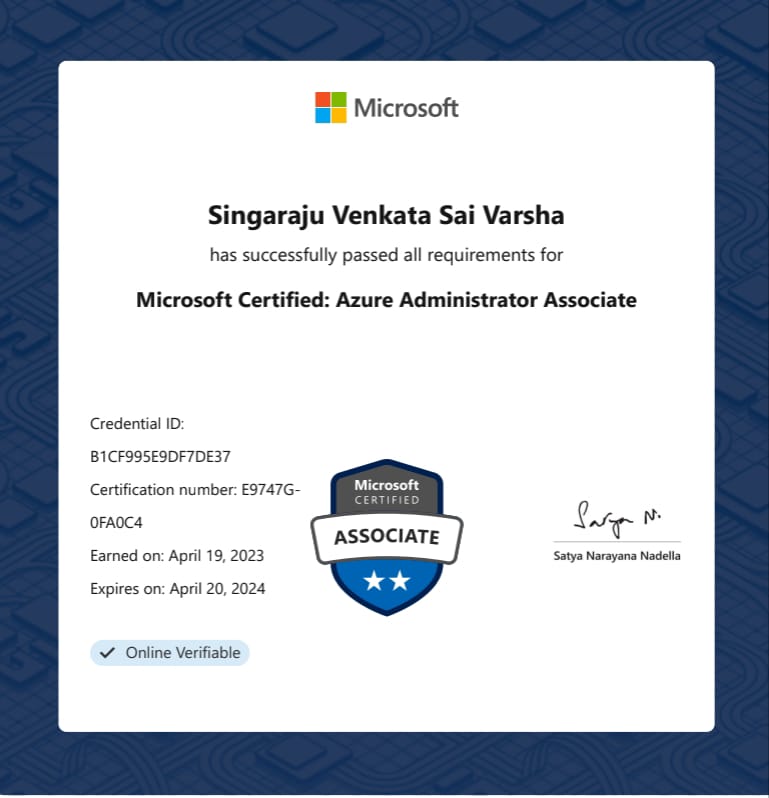 Microsoft
Singaraju Venkata Sai Varsha
has successfully passed all requirements for
Microsoft Certified: Azure Administrator Associate
Credential ID:
B1CF995E9DF7DE37
Certification number: E9747G-
0FA0C4
Earned on: April 19, 2023
Expires on: April 20, 2024
Online Verifiable
Microsoft
CERTIFIED
ASSOCIATE
Satya N.
Satya Narayana Nadella